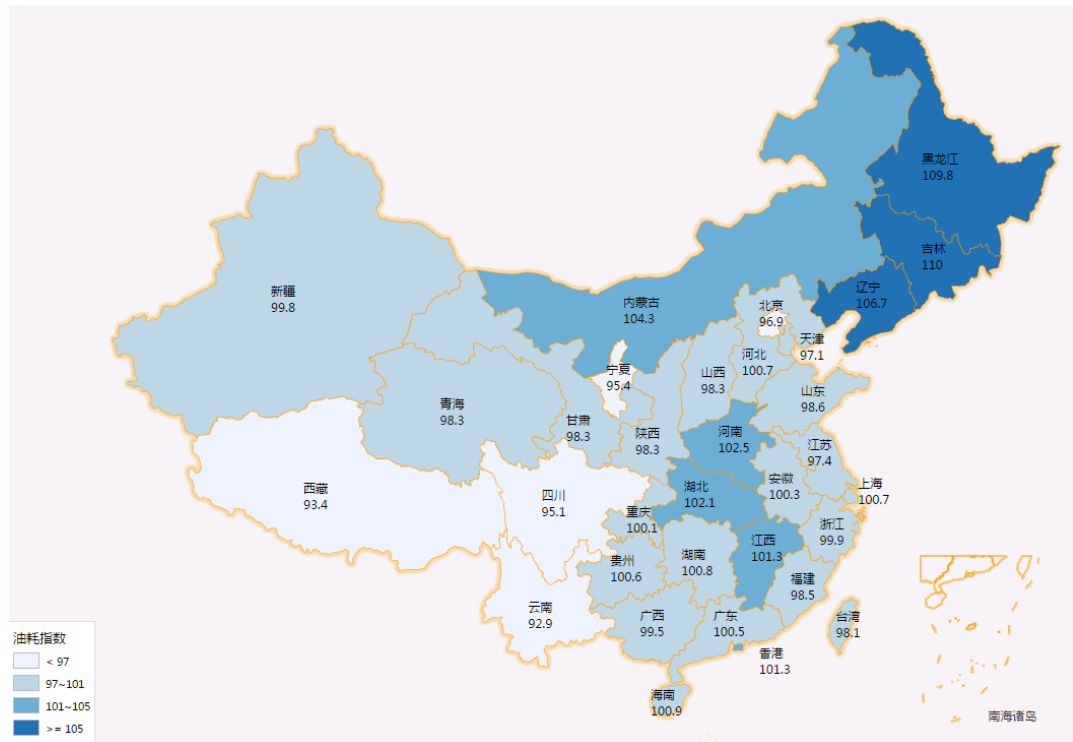 黑龙江
109.8
吉林
110
辽宁
106.7
新疆
99.8
内蒙古
104.3
北京
96.9
天津
97.1
河北
100.7
宁夏
95.4
山西
98.3
山东
98.6
青海
98.3
甘肃
98.3
陕西
98.3
河南
102.5
江苏
97.4
西藏
93.4
四川
95.1
湖北
102.1
安徽
100.3
上海
100.7
重庆
100.1
浙江
99.9
江西
101.3
湖南
100.8
贵州
100.6
福建
98.5
云南
92.9
广西
99.5
广东
100.5
台湾
98.1
香港
101.3
海南
100.9
南海诸岛
油耗指数
< 97
97~101
101~105
>= 105